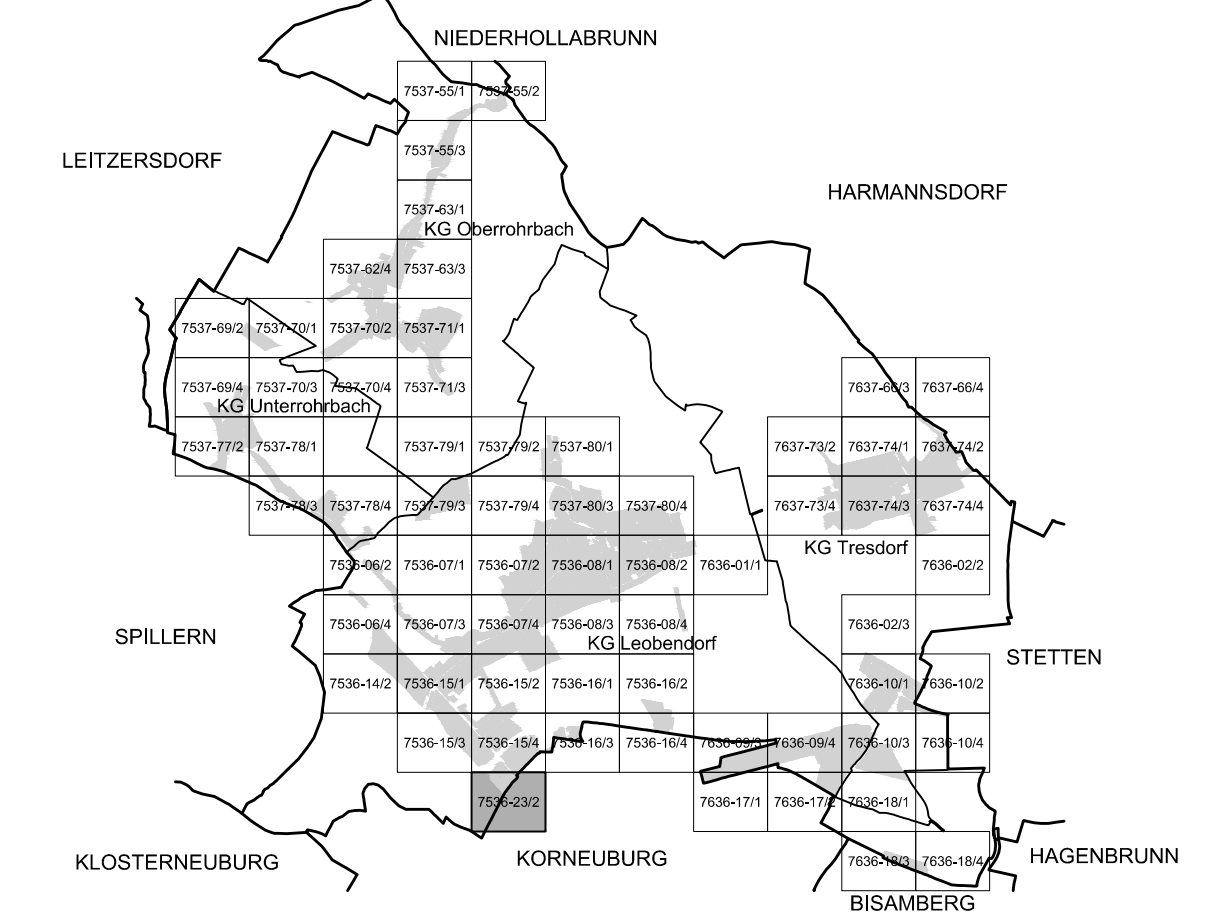 NIEDERHOLLABRUNN
7537-55/1 7537-55/2
7537-55/3
LEITZERSDORF
HARMANNSDORF
7537-63/1
KG Oberrohrbach
7537-62/4 7537-63/3
7537-69/2 7537-70/1 7537-70/2 7537-71/1
7537-69/4 7537-70/3 7537-70/4 7537-71/3 7637-66/3 7637-66/4
KG Unterrohrbach
7537-77/2 7537-78/1 7537-79/1 7537-79/2 7537-80/1 7637-73/2 7637-74/1 7637-74/2
7537-78/3 7537-78/4 7537-79/3 7537-79/4 7537-80/3 7537-80/4 7637-73/4 7637-74/3 7637-74/4
KG Tresdorf
7536-06/2 7536-07/1 7536-07/2 7536-08/1 7536-08/2 7636-01/1 7636-02/2
7536-06/4 7536-07/3 7536-07/4 7536-08/3 7536-08/4 7636-02/3
SPILLERN
KG Leobendorf
STETTEN
7536-14/2 7536-15/1 7536-15/2 7536-16/1 7536-16/2 7636-10/1 7636-10/2
7536-15/3 7536-15/4 7536-16/3 7536-16/4 7636-09/3 7636-09/4 7636-10/3 7636-10/4
7536-23/2 7636-17/1 7636-17/2 7636-18/1
KLOSTERNEUBURG
KORNEUBURG
7636-18/3 7636-18/4
HAGENBRUNN
BISAMBERG